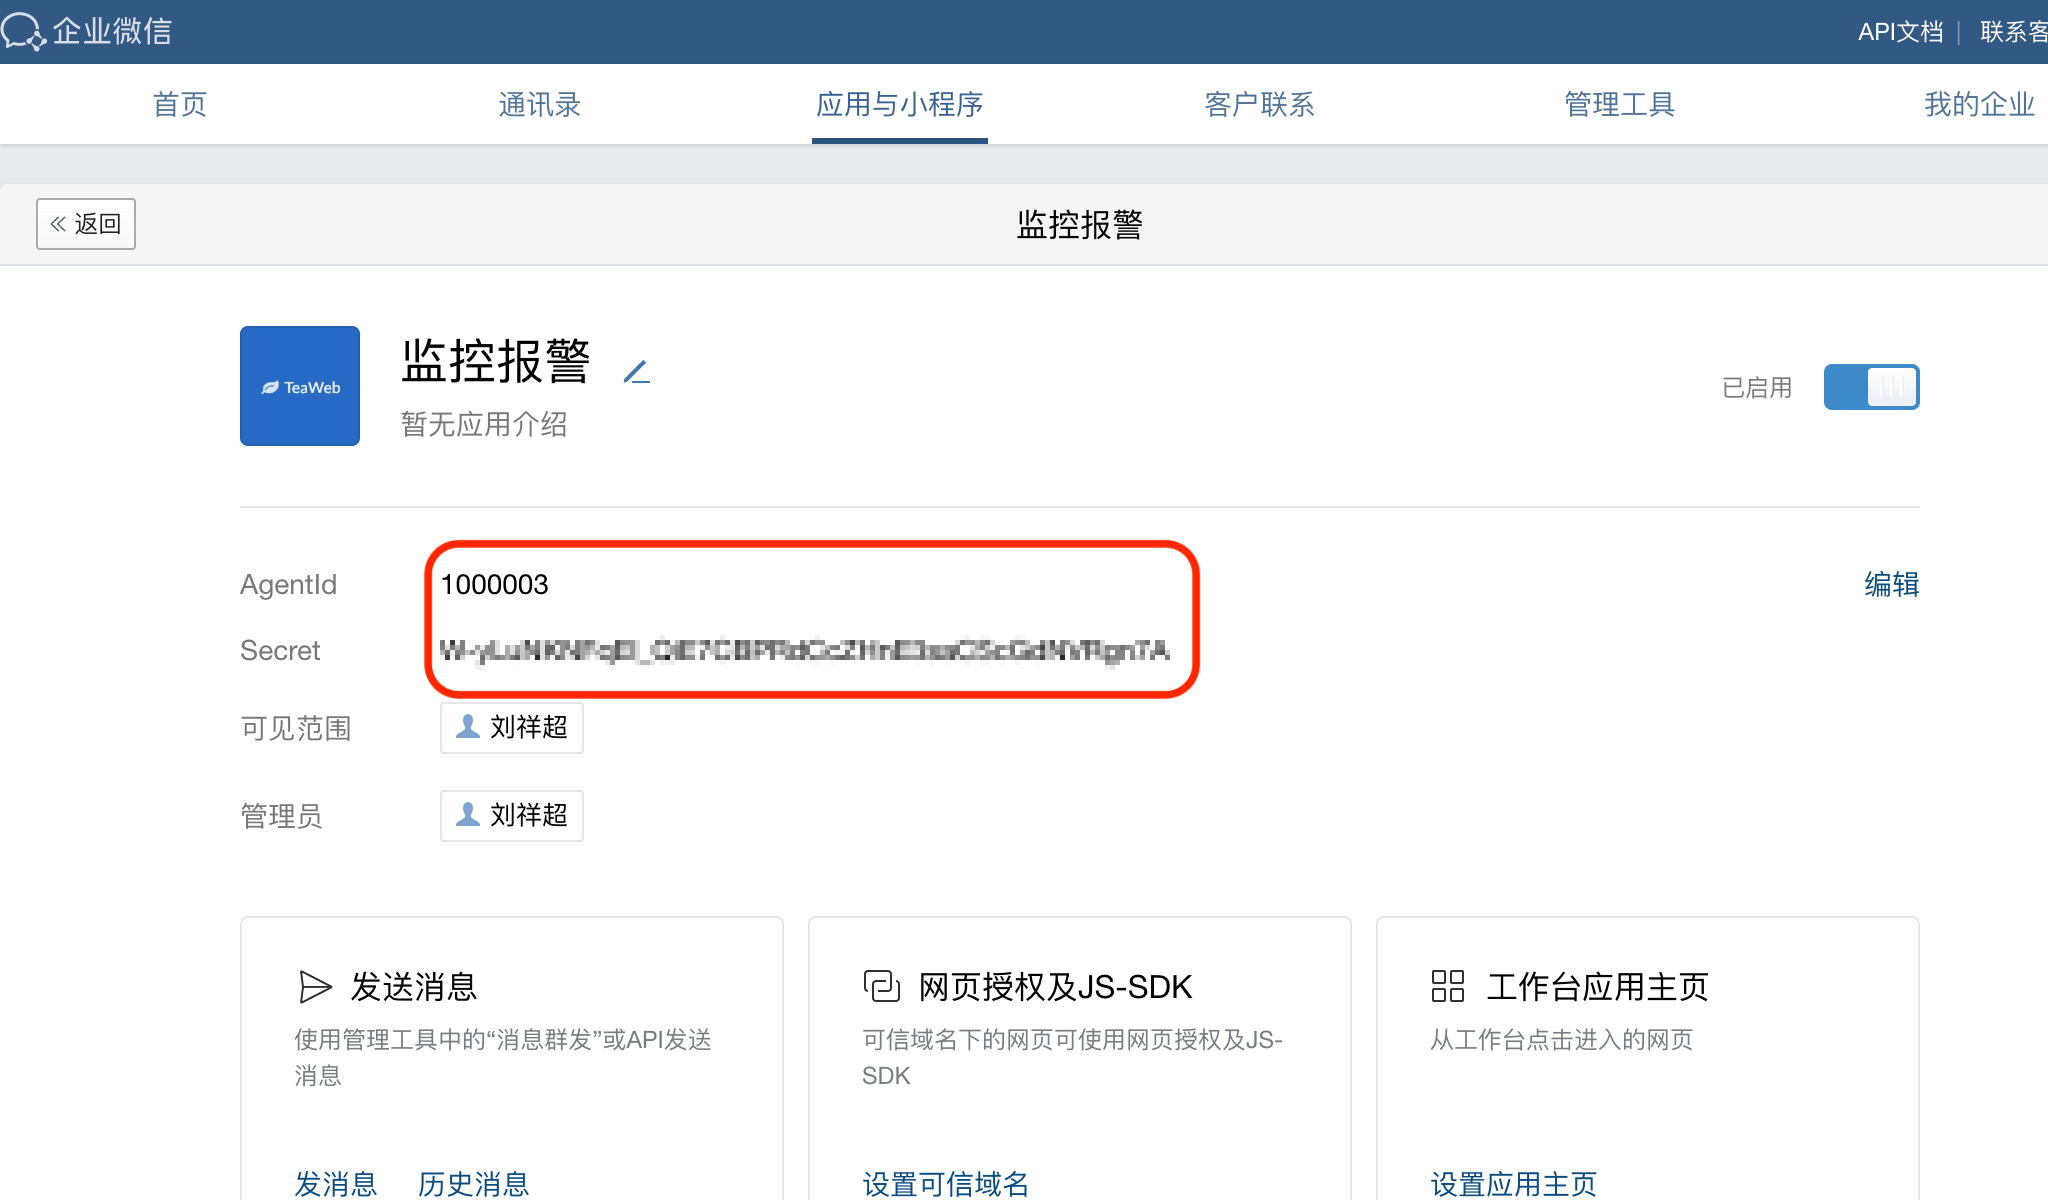 企业微信
API文档 | 联系客
首页 通讯录 应用与小程序 客户联系 管理工具 我的企业
« 返回 监控报警
TeaWeb
监控报警
暂无应用介绍
已启用
AgentId 1000003 编辑
Secret
可见范围 刘祥超
管理员 刘祥超
发送消息
使用管理工具中的“消息群发”或API发送
消息
发消息 历史消息
网页授权及JS-SDK
可信域名下的网页可使用网页授权及JS-
SDK
设置可信域名
工作台应用主页
从工作台点击进入的网页
设置应用主页